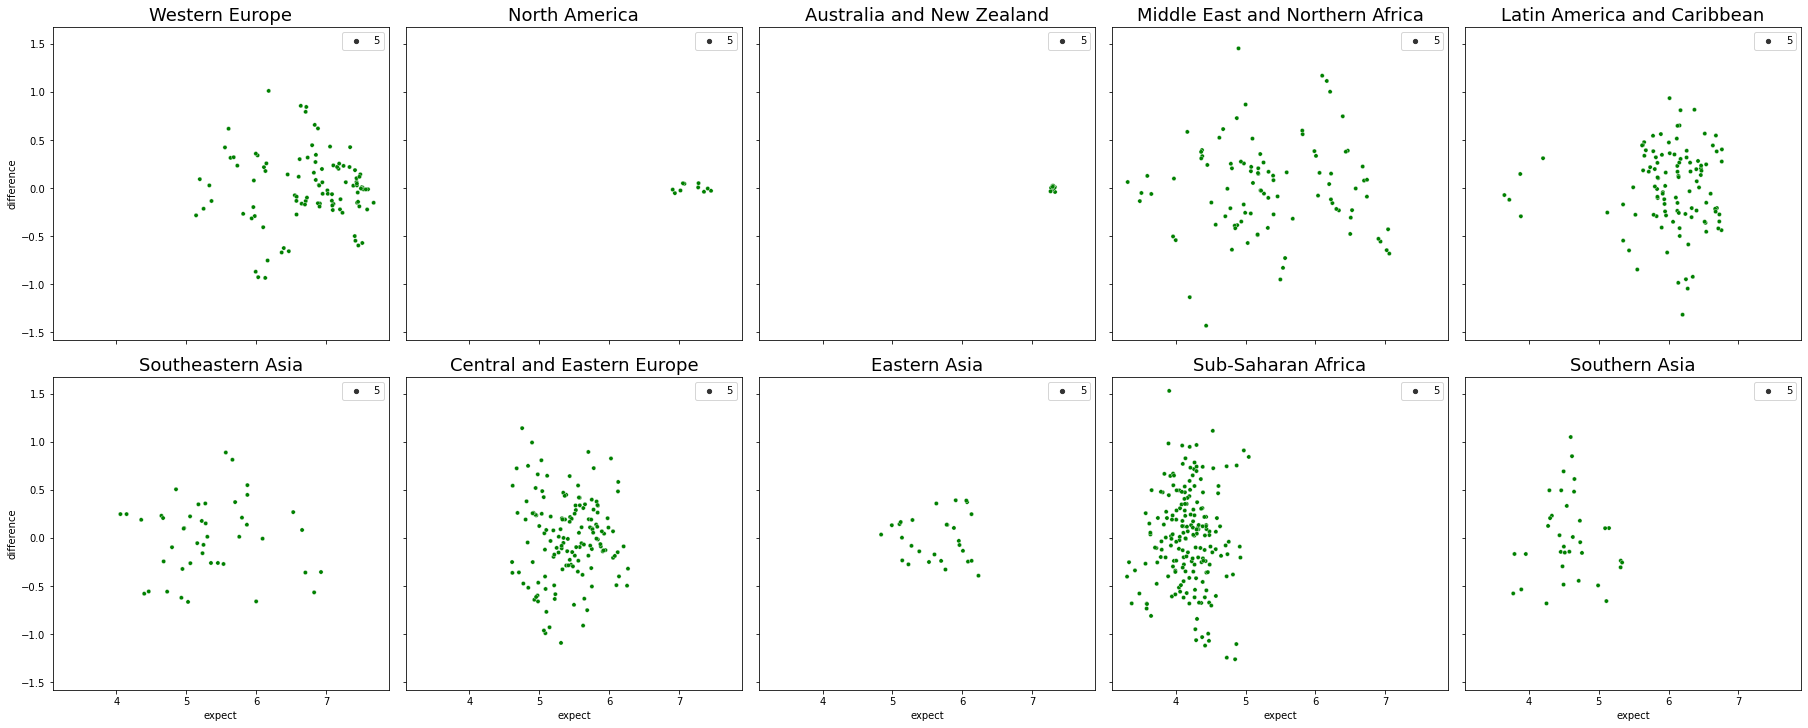 Western Europe
North America
Australia and New Zealand
Middle East and Northern Africa
Latin America and Caribbean
5
5
5
5
5
difference
1.5
1.0
0.5
0.0
−0.5
−1.0
−1.5
Southeastern Asia
Central and Eastern Europe
Eastern Asia
Sub-Saharan Africa
Southern Asia
5
5
5
5
5
difference
1.5
1.0
0.5
0.0
−0.5
−1.0
−1.5
4 5 6 7
4 5 6 7
4 5 6 7
4 5 6 7
4 5 6 7
expect
expect
expect
expect
expect